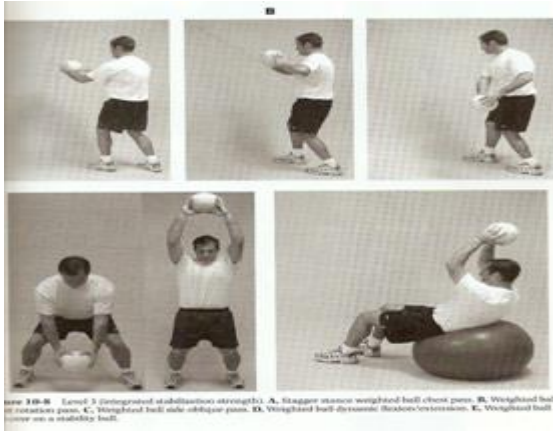 B
ure 10-8 Level 3 (integrated stabilization strength). A, Stagger stance weighted ball chest pass. B, Weighted bal
t rotation pass. C, Weighted ball side oblique pass. D, Weighted ball dynamic flexion/extension. E, Weighted ball
over on a stability ball.